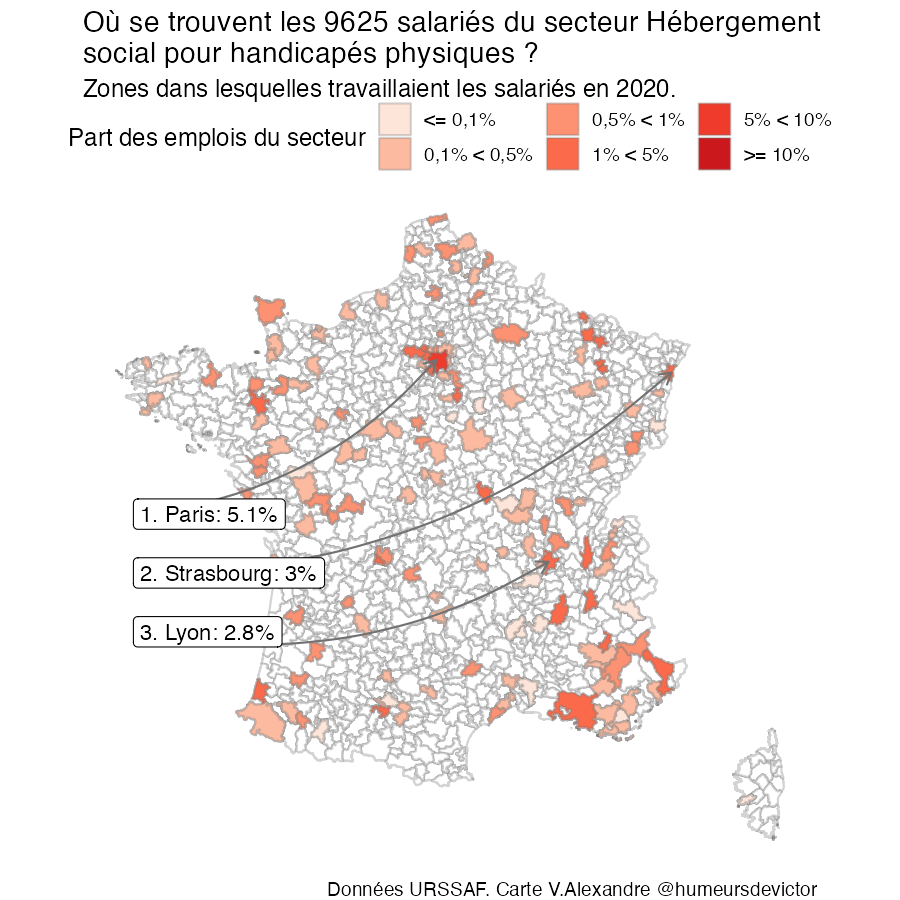 Où se trouvent les 9625 salariés du secteur Hébergement
social pour handicapés physiques ?
Zones dans lesquelles travaillaient les salariés en 2020.
Part des emplois du secteur
<= 0,1%
0,5% < 1%
5% < 10%
0,1% < 0,5%
1% < 5%
>= 10%
1. Paris: 5.1%
2. Strasbourg: 3%
3. Lyon: 2.8%
Données URSSAF. Carte V.Alexandre @humeursdevictor